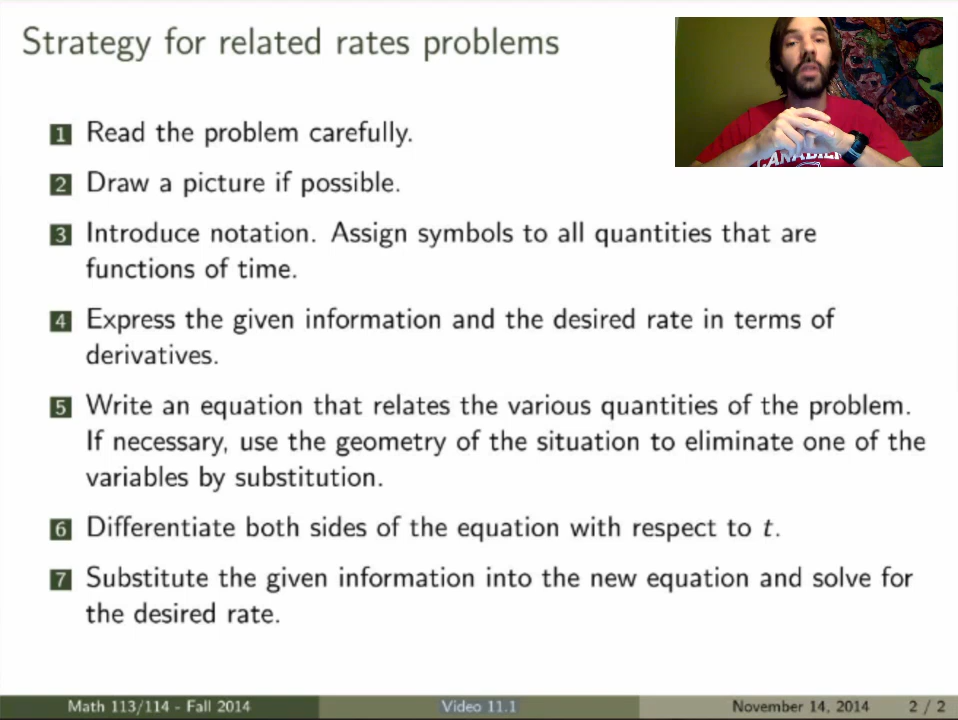 Strategy for related rates problems
1 Read the problem carefully.
2 Draw a picture if possible.
3 Introduce notation. Assign symbols to all quantities that are
functions of time.
4 Express the given information and the desired rate in terms of
derivatives.
5 Write an equation that relates the various quantities of the problem.
If necessary, use the geometry of the situation to eliminate one of the
variables by substitution.
6 Differentiate both sides of the equation with respect to t.
7 Substitute the given information into the new equation and solve for
the desired rate.
Math 113/114 - Fall 2014 Video 11.1 November 14, 2014 2 / 2